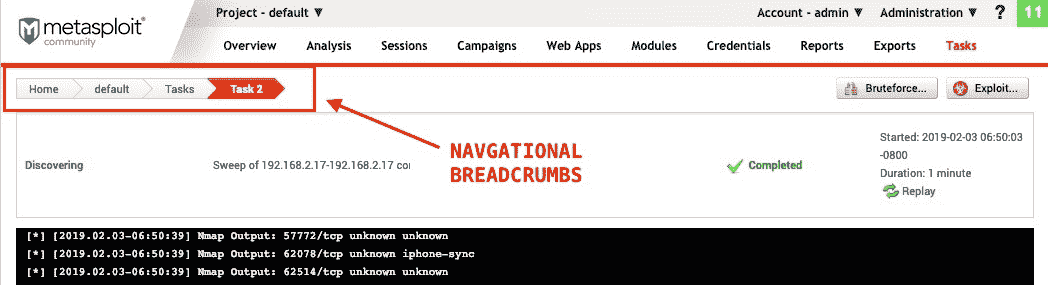 metasploit
community
Project - default ▼
Account - admin ▼ Administration ▼ ? 11
Overview Analysis Sessions Campaigns Web Apps Modules Credentials Reports Exports Tasks
Home default Tasks Task 2
Bruteforce... Exploit...
Discovering
Sweep of 192.168.2.17-192.168.2.17 cor
Completed
Started: 2019-02-03 06:50:03
-0800
Duration: 1 minute
Replay
NAVGATIONAL
BREADCRUMBS
[*] [2019.02.03-06:50:39] Nmap Output: 57772/tcp unknown unknown
[*] [2019.02.03-06:50:39] Nmap Output: 62078/tcp unknown iphone-sync
[*] [2019.02.03-06:50:39] Nmap Output: 62514/tcp unknown unknown